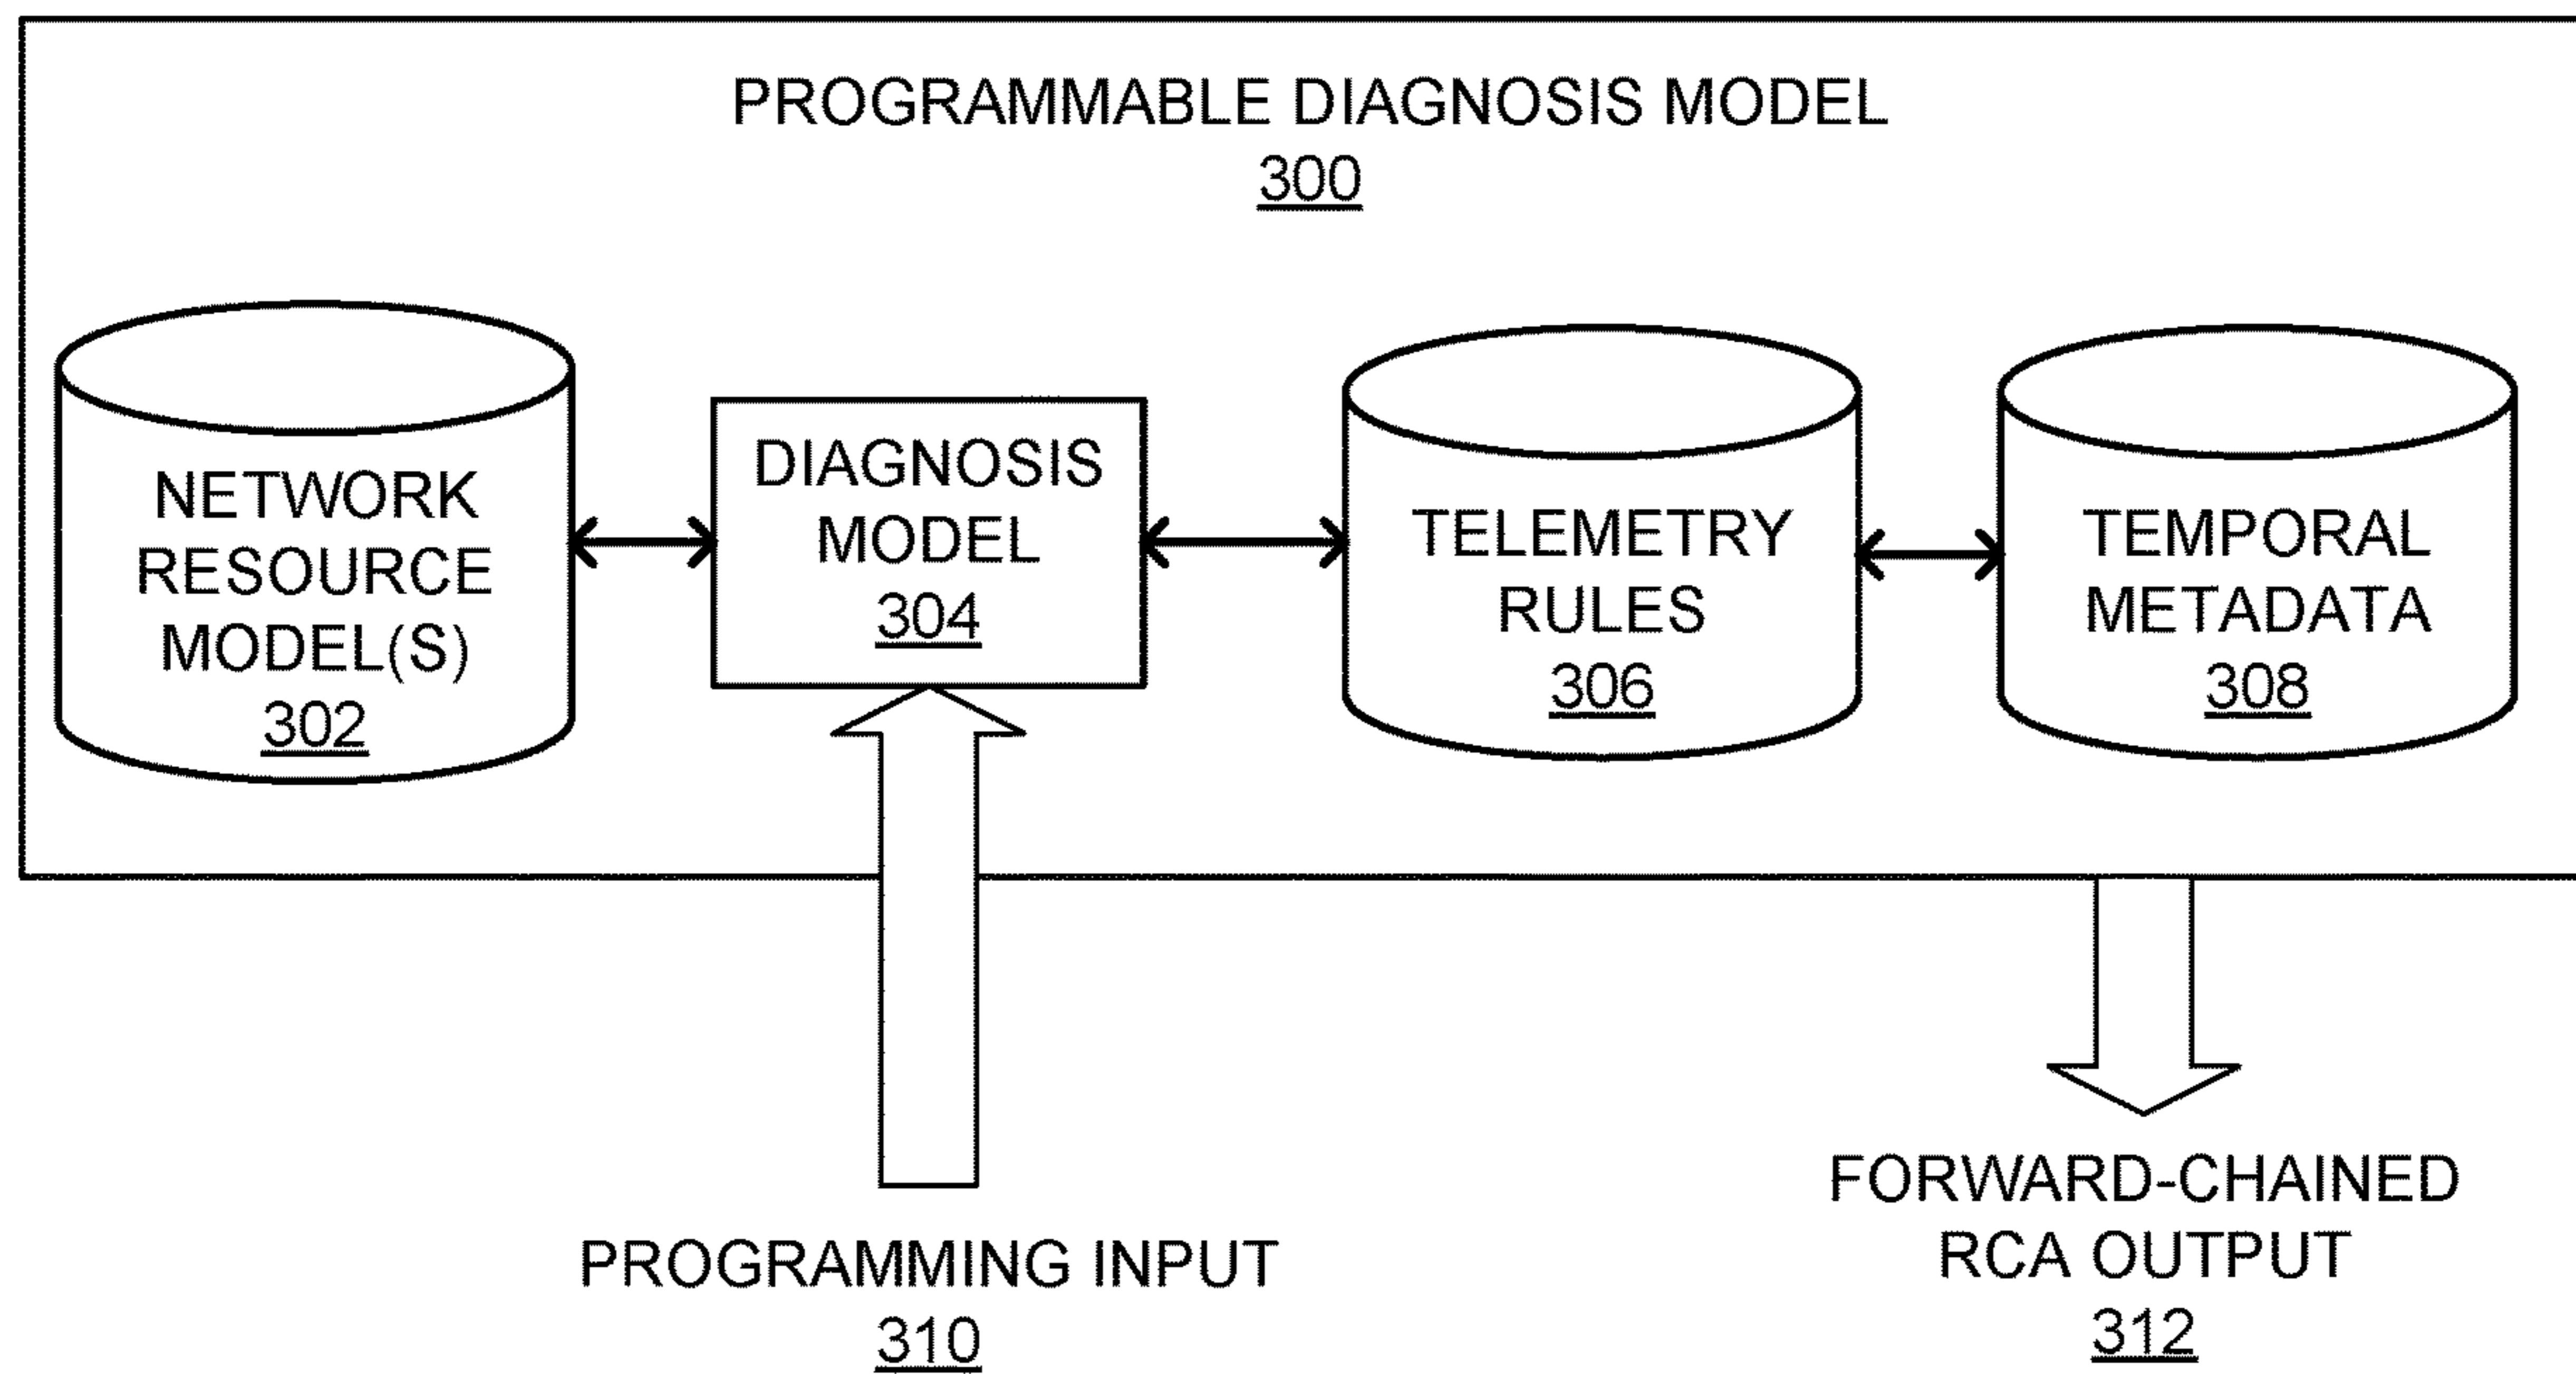 PROGRAMMABLE DIAGNOSIS MODEL
300
NETWORK
RESOURCE
MODEL(S)
302
DIAGNOSIS
MODEL
304
TELEMETRY
RULES
306
TEMPORAL
METADATA
308
PROGRAMMING INPUT
310
FORWARD-CHAINED
RCA OUTPUT
312